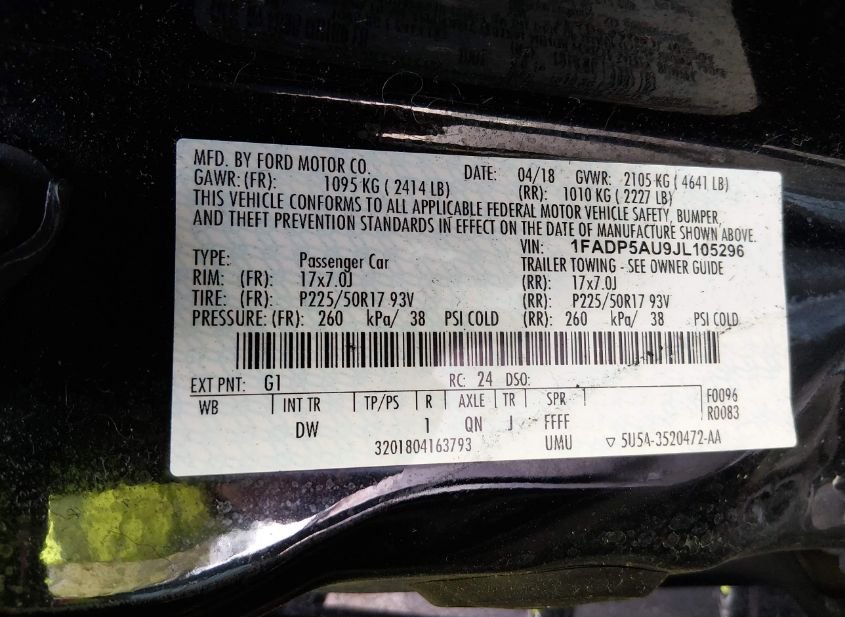 MFD. BY FORD MOTOR CO. DATE: 04/18 GVWR: 2105 KG ( 4641 LB)
GAWR: (FR): 1095 KG ( 2414 LB) (RR): 1010 KG ( 2227 LB)
THIS VEHICLE CONFORMS TO ALL APPLICABLE FEDERAL MOTOR VEHICLE SAFETY, BUMPER,
AND THEFT PREVENTION STANDARDS IN EFFECT ON THE DATE OF MANUFACTURE SHOWN ABOVE.
VIN: 1FADP5AU9JL105296
TYPE: Passenger Car TRAILER TOWING - SEE OWNER GUIDE
RIM: (FR): 17x7.0J (RR): 17x7.0J
TIRE: (FR): P225/50R17 93V (RR): P225/50R17 93V
PRESSURE: (FR): 260 kPa/ 38 PSI COLD (RR): 260 kPa/ 38 PSI COLD
EXT PNT: G1 RC: 24 DSO:
WB INT TR TP/PS R AXLE TR SPR F0096
R0083
DW 1 QN J FFFF
3201804163793 UMU ▽ 5U5A-3520472-AA